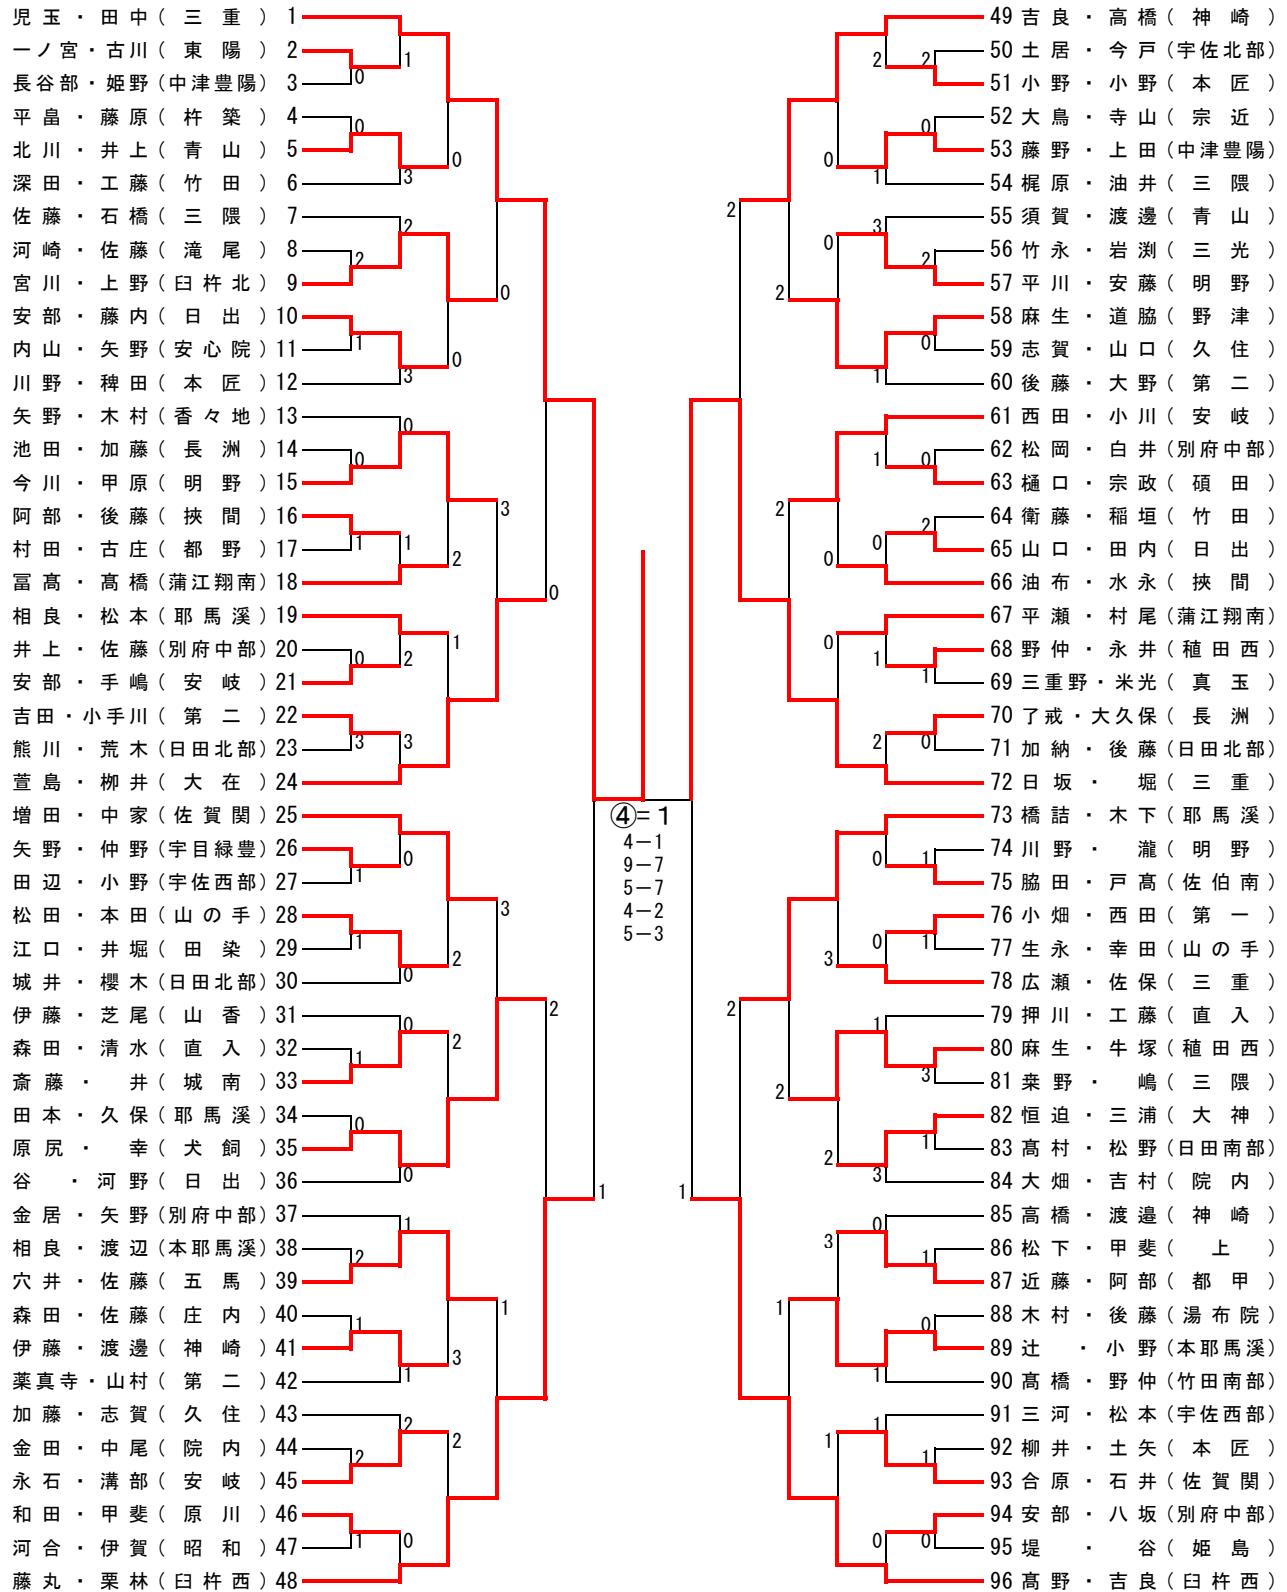 児玉・田中(三重) 1
一ノ宮・古川(東陽) 2
長谷部・姫野(中津豊陽) 3
平畠・藤原(杵築) 4
北川・井上(青山) 5
深田・工藤(竹田) 6
佐藤・石橋(三隈) 7
河崎・佐藤(滝尾) 8
宮川・上野(臼杵北) 9
安部・藤内(日出) 10
内山・矢野(安心院) 11
川野・稗田(本匠) 12
矢野・木村(香々地) 13
池田・加藤(長洲) 14
今川・甲原(明野) 15
阿部・後藤(挾間) 16
村田・古庄(都野) 17
冨髙・髙橋(蒲江翔南) 18
相良・松本(耶馬溪) 19
井上・佐藤(別府中部) 20
安部・手嶋(安岐) 21
吉田・小手川(第二) 22
熊川・荒木(日田北部) 23
萱島・栁井(大在) 24
増田・中家(佐賀関) 25
矢野・仲野(宇目緑豊) 26
田辺・小野(宇佐西部) 27
松田・本田(山の手) 28
江口・井堀(田染) 29
城井・櫻木(日田北部) 30
伊藤・芝尾(山香) 31
森田・清水(直入) 32
斎藤・井(城南) 33
田本・久保(耶馬溪) 34
原尻・幸(犬飼) 35
谷・河野(日出) 36
金居・矢野(別府中部) 37
相良・渡辺(本耶馬溪) 38
穴井・佐藤(五馬) 39
森田・佐藤(庄内) 40
伊藤・渡邊(神崎) 41
薬真寺・山村(第二) 42
加藤・志賀(久住) 43
金田・中尾(院内) 44
永石・溝部(安岐) 45
和田・甲斐(原川) 46
河合・伊賀(昭和) 47
藤丸・栗林(臼杵西) 48
④=1
4−1
9−7
5−7
4−2
5−3
49 吉良・高橋(神崎)
50 土居・今戸(宇佐北部)
51 小野・小野(本匠)
52 大鳥・寺山(宗近)
53 藤野・上田(中津豊陽)
54 梶原・油井(三隈)
55 須賀・渡邊(青山)
56 竹永・岩渕(三光)
57 平川・安藤(明野)
58 麻生・道脇(野津)
59 志賀・山口(久住)
60 後藤・大野(第二)
61 西田・小川(安岐)
62 松岡・白井(別府中部)
63 樋口・宗政(碩田)
64 衛藤・稲垣(竹田)
65 山口・田内(日出)
66 油布・水永(挾間)
67 平瀬・村尾(蒲江翔南)
68 野仲・永井(稙田西)
69 三重野・米光(真玉)
70 了戒・大久保(長洲)
71 加納・後藤(日田北部)
72 日坂・堀(三重)
73 橋詰・木下(耶馬溪)
74 川野・瀧(明野)
75 脇田・戸髙(佐伯南)
76 小畑・西田(第一)
77 生永・幸田(山の手)
78 広瀬・佐保(三重)
79 押川・工藤(直入)
80 麻生・牛塚(稙田西)
81 桒野・嶋(三隈)
82 恒迫・三浦(大神)
83 髙村・松野(日田南部)
84 大畑・吉村(院内)
85 高橋・渡邉(神崎)
86 松下・甲斐(上)
87 近藤・阿部(都甲)
88 木村・後藤(湯布院)
89 辻・小野(本耶馬溪)
90 髙橋・野仲(竹田南部)
91 三河・松本(宇佐西部)
92 柳井・土矢(本匠)
93 合原・石井(佐賀関)
94 安部・八坂(別府中部)
95 堤・谷(姫島)
96 髙野・吉良(臼杵西)